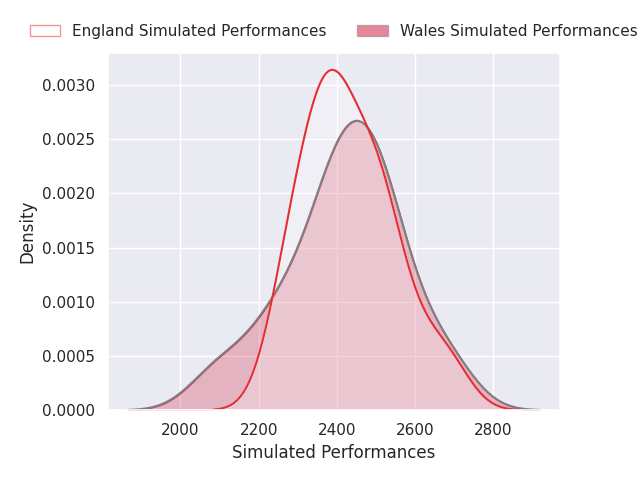 England Simulated Performances
Wales Simulated Performances
0.0030
0.0025
0.0020
0.0015
0.0010
0.0005
0.0000
Density
2000 2200 2400 2600 2800
Simulated Performances